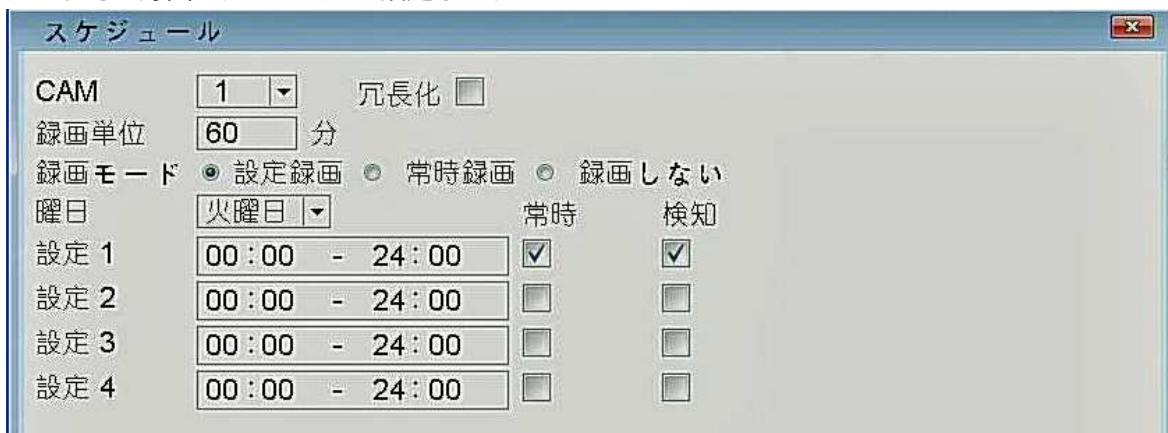 スケジュール
CAM 1 冗長化
録画単位 60 分
録画モード 設定録画 常時録画 録画しない
曜日 火曜日 常時 検知
設定 1 00:00 - 24:00
設定 2 00:00 - 24:00
設定 3 00:00 - 24:00
設定 4 00:00 - 24:00